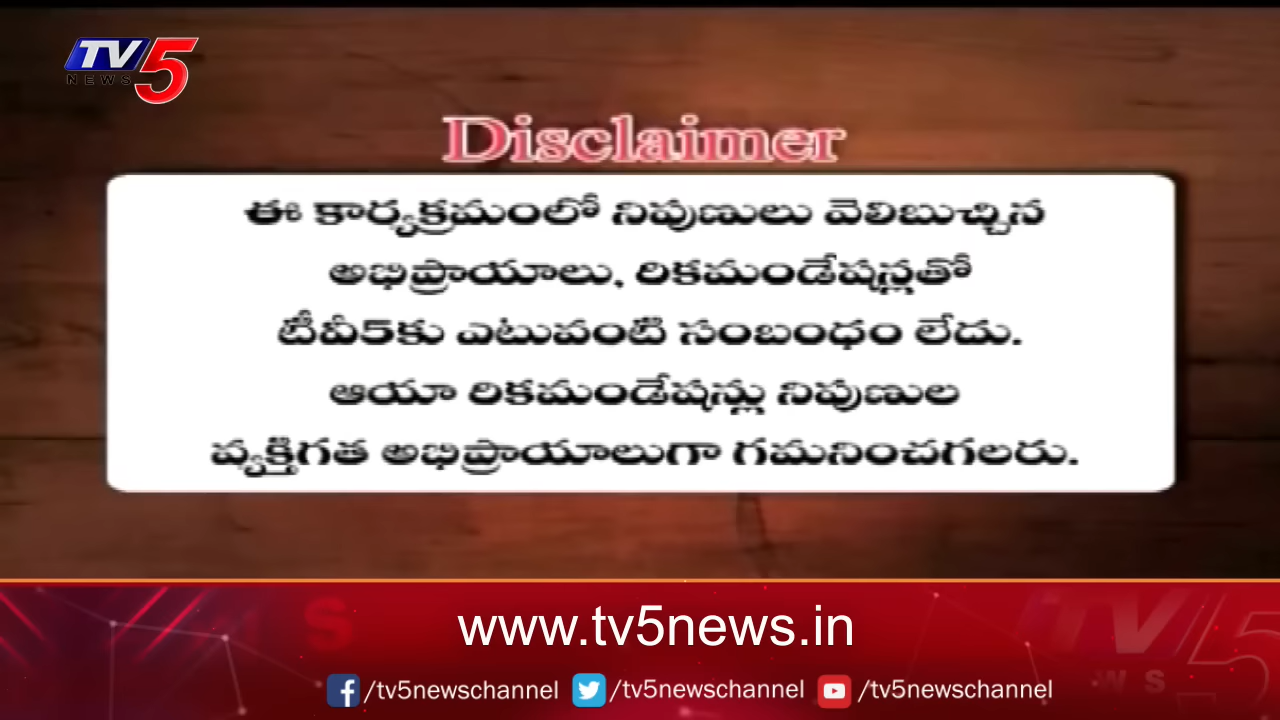 TV5
NEWS
Disclaimer
ఈ కార్యక్రమంలో నిపుణులు వెలిబుచ్చిన
అభిప్రాయాలు, రికమండేషన్లతో
టీవీ5కు ఎటువంటి సంబంధం లేదు.
ఆయా రికమండేషన్లు నిపుణుల
వ్యక్తిగత అభిప్రాయాలుగా గమనించగలరు.
www.tv5news.in
/tv5newschannel /tv5newschannel /tv5newschannel